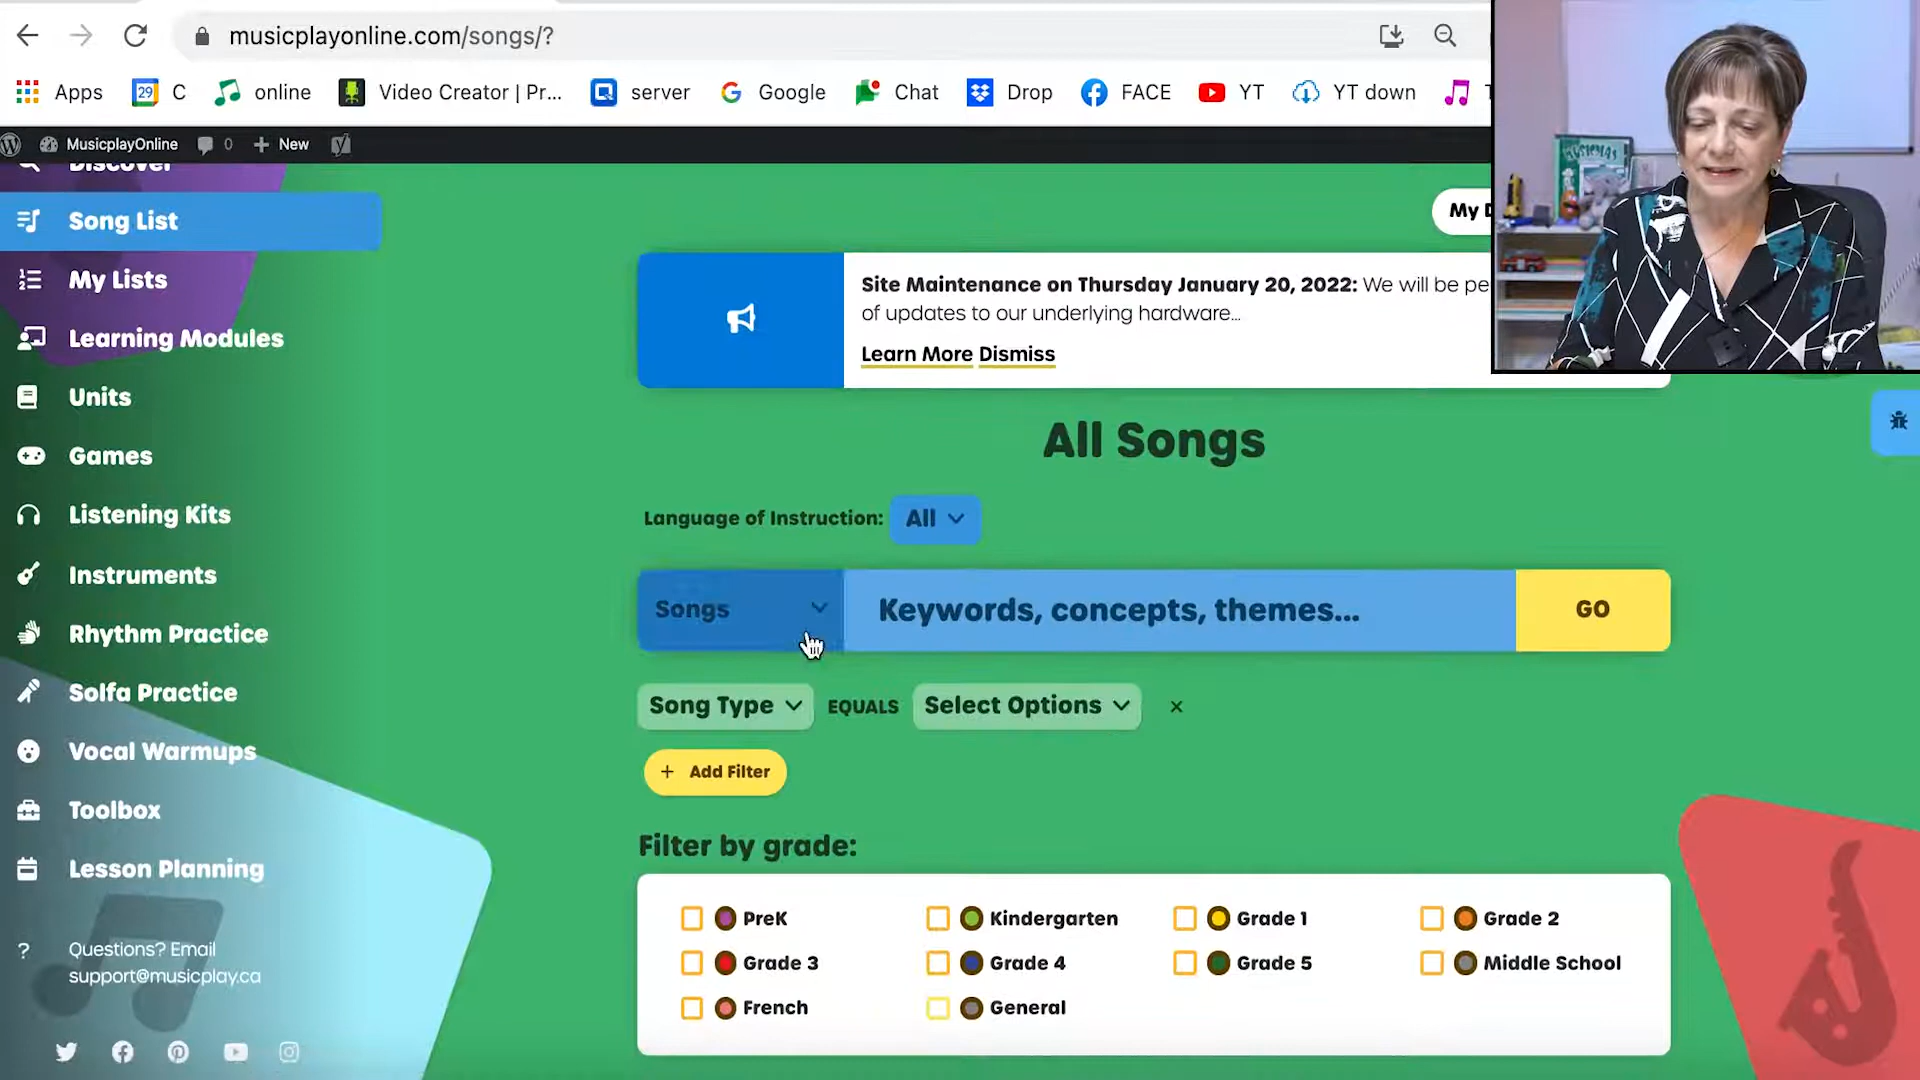 musicplayonline.com/songs/?
Apps 29 C online Video Creator | Pr... server Google Chat Drop FACE YT YT down
MusicplayOnline 0 + New
Discover
Song List
My Lists
Learning Modules
Units
Games
Listening Kits
Instruments
Rhythm Practice
Solfa Practice
Vocal Warmups
Toolbox
Lesson Planning
? Questions? Email
support@musicplay.ca
My
Site Maintenance on Thursday January 20, 2022: We will be pe
of updates to our underlying hardware...
Learn More Dismiss
All Songs
Language of Instruction: All
Songs Keywords, concepts, themes... GO
Song Type EQUALS Select Options ×
+ Add Filter
Filter by grade:
PreK Kindergarten Grade 1 Grade 2
Grade 3 Grade 4 Grade 5 Middle School
French General